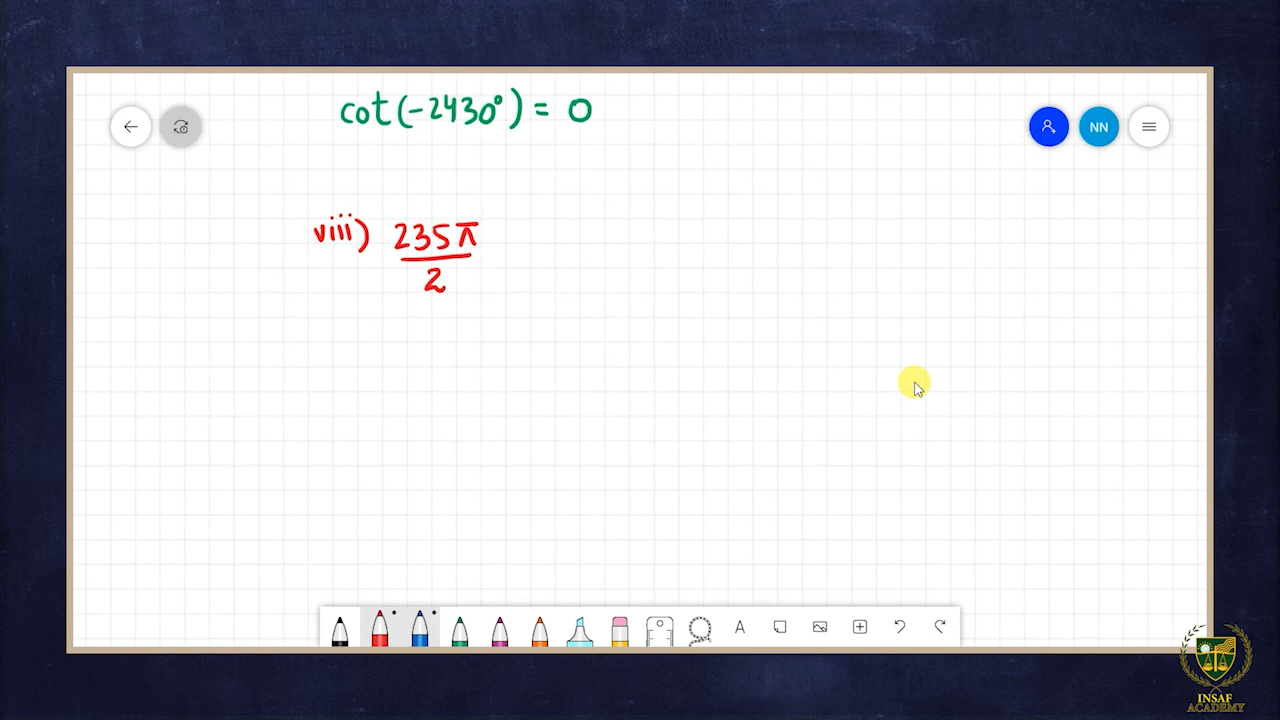 cot(-2430°) = 0
NN
viii) 235π
2
A
INSAF
ACADEMY